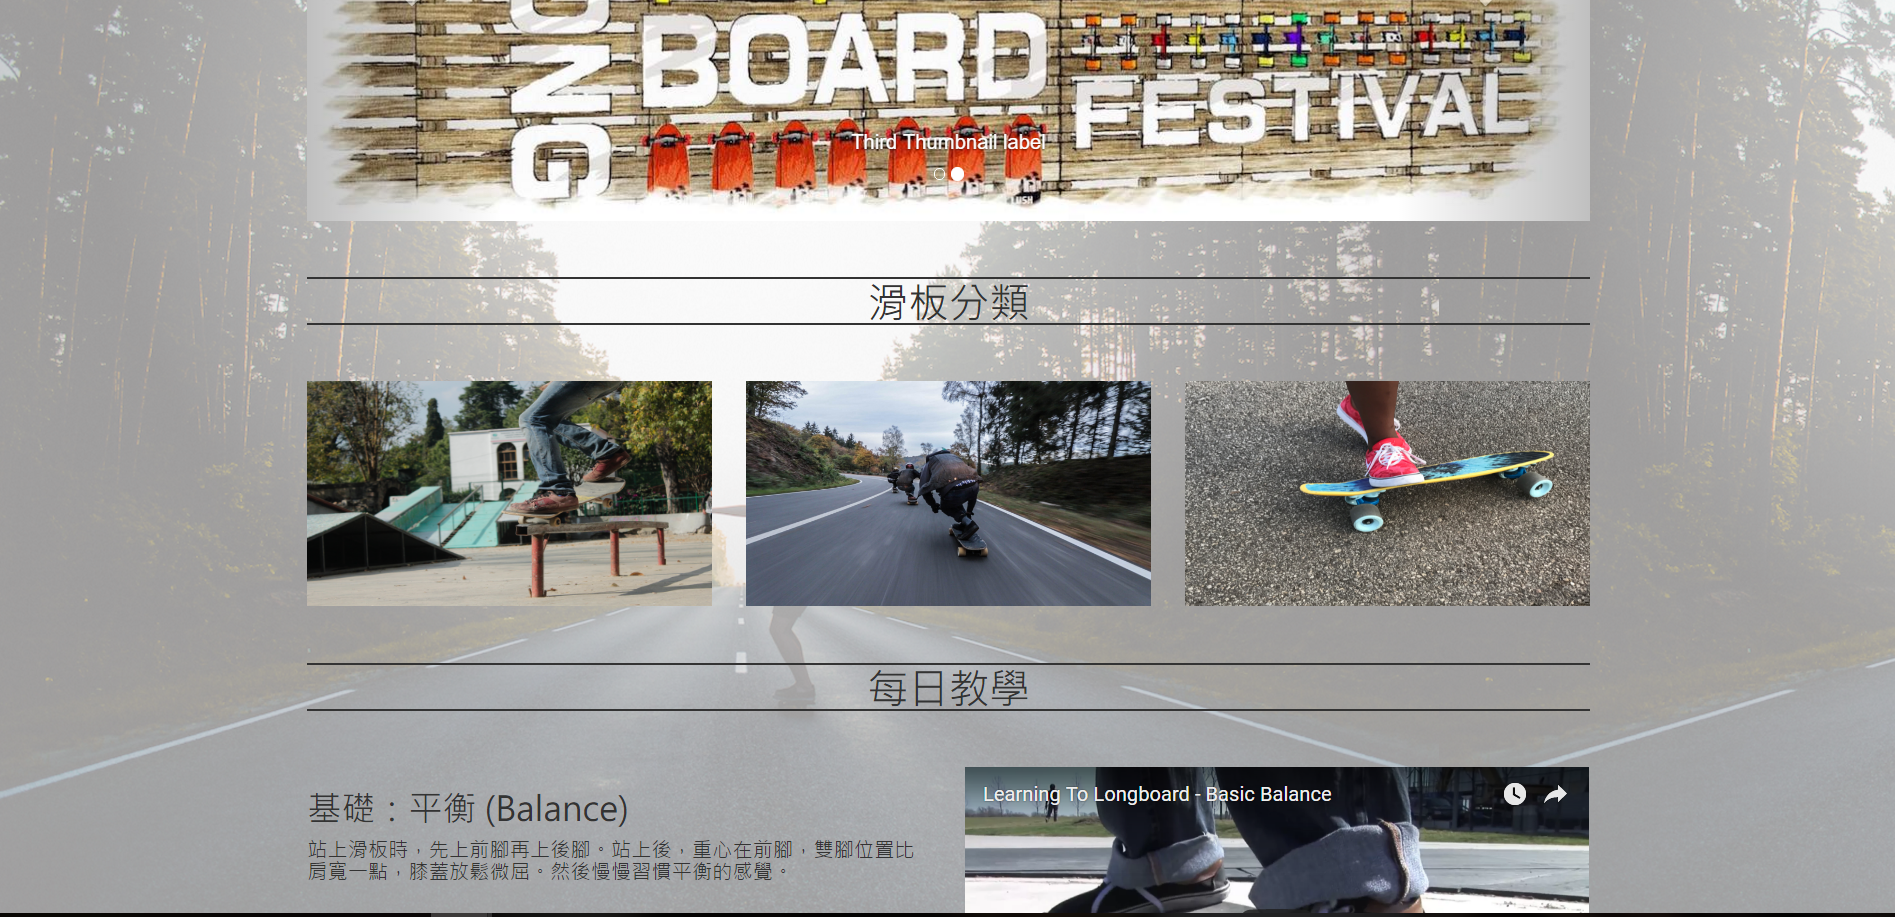 BOARD
FESTIVAL
Third Thumbnail label
LUSH
滑板分類
每日教學
基礎：平衡 (Balance)
站上滑板時，先上前腳再上後腳。站上後，重心在前腳，雙腳位置比
肩寬一點，膝蓋放鬆微屈。然後慢慢習慣平衡的感覺。
Learning To Longboard - Basic Balance